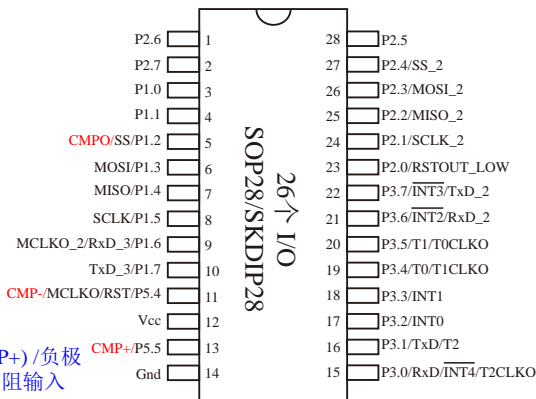 P2.6 1 28 P2.5
P2.7 2 27 P2.4/SS_2
P1.0 3 26 P2.3/MOSI_2
P1.1 4 25 P2.2/MISO_2
CMPO/SS/P1.2 5 24 P2.1/SCLK_2
MOSI/P1.3 6 23 P2.0/RSTOUT_LOW
MISO/P1.4 7 22 P3.7/INT3/TxD_2
SCLK/P1.5 8 21 P3.6/INT2/RxD_2
MCLKO_2/RxD_3/P1.6 9 20 P3.5/T1/T0CLKO
TxD_3/P1.7 10 19 P3.4/T0/T1CLKO
CMP-/MCLKO/RST/P5.4 11 18 P3.3/INT1
Vcc 12 17 P3.2/INT0
CMP+/P5.5 13 16 P3.1/TxD/T2
Gnd 14 15 P3.0/RxD/INT4/T2CLKO
26个 I/O
SOP28/SKDIP28
P+) /负极
阻输入